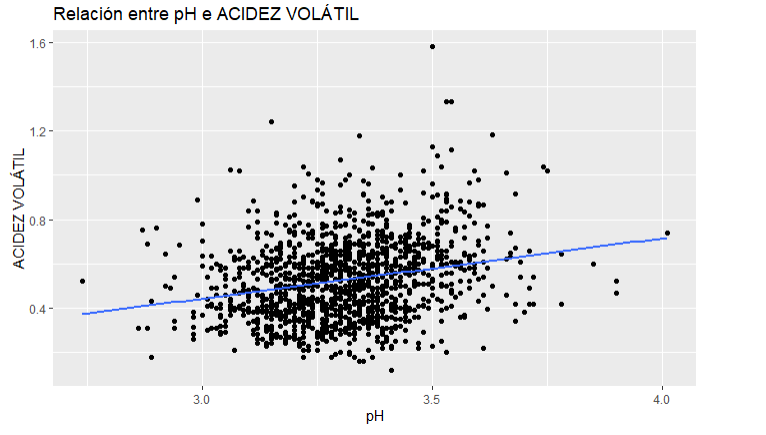 Relación entre pH e ACIDEZ VOLÁTIL
ACIDEZ VOLÁTIL
1.6
1.2
0.8
0.4
3.0 3.5 4.0
pH